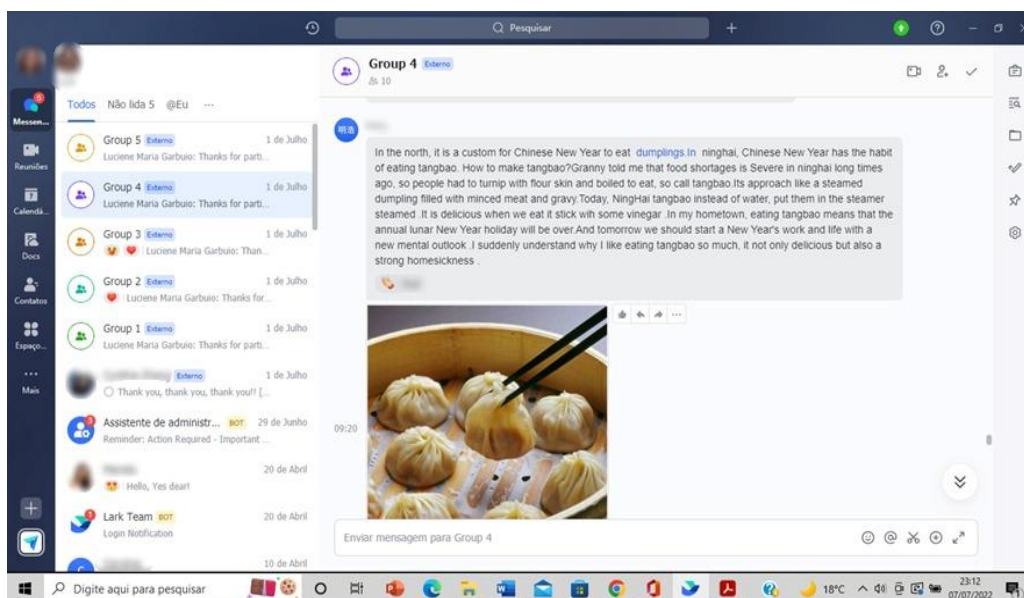 Pesquisar
Group 4 Externo
10
Todos Não lida 5 @Eu ...
5
Messen...
Reuniões
Calendá...
Docs
Contatos
Espaço...
Mais
Group 5 Externo 1 de Julho
Luciene Maria Garbuio: Thanks for parti...
Group 4 Externo 1 de Julho
Luciene Maria Garbuio: Thanks for parti...
Group 3 Externo 1 de Julho
Luciene Maria Garbuio: Than...
Group 2 Externo 1 de Julho
Luciene Maria Garbuio: Thanks for...
Group 1 Externo 1 de Julho
Luciene Maria Garbuio: Thanks for parti...
Externo 1 de Julho
Thank you, thank you, thank you!! [...
Assistente de administr... BOT 29 de Junho
Reminder: Action Required - Important ...
20 de Abril
Hello, Yes dear!
Lark Team BOT 20 de Abril
Login Notification
10 de Abril
明浩
In the north, it is a custom for Chinese New Year to eat dumplings.In ninghai, Chinese New Year has the habit
of eating tangbao. How to make tangbao?Granny told me that food shortages is Severe in ninghai long times
ago, so people had to turnip with flour skin and boiled to eat, so call tangbao.Its approach like a steamed
dumpling filled with minced meat and gravy.Today, NingHai tangbao instead of water, put them in the steamer
steamed .It is delicious when we eat it stick wih some vinegar .In my hometown, eating tangbao means that the
annual lunar New Year holiday will be over.And tomorrow we should start a New Year's work and life with a
new mental outlook .I suddenly understand why I like eating tangbao so much, it not only delicious but also a
strong homesickness .
09:20
Enviar mensagem para Group 4
Digite aqui para pesquisar
18°C
23:12
07/07/2022